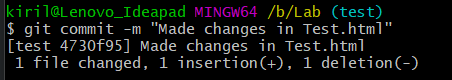 kiril@Lenovo_Ideapad MINGW64 /b/Lab (test)
$ git commit -m "Made changes in Test.html"
[test 4730f95] Made changes in Test.html
 1 file changed, 1 insertion(+), 1 deletion(-)